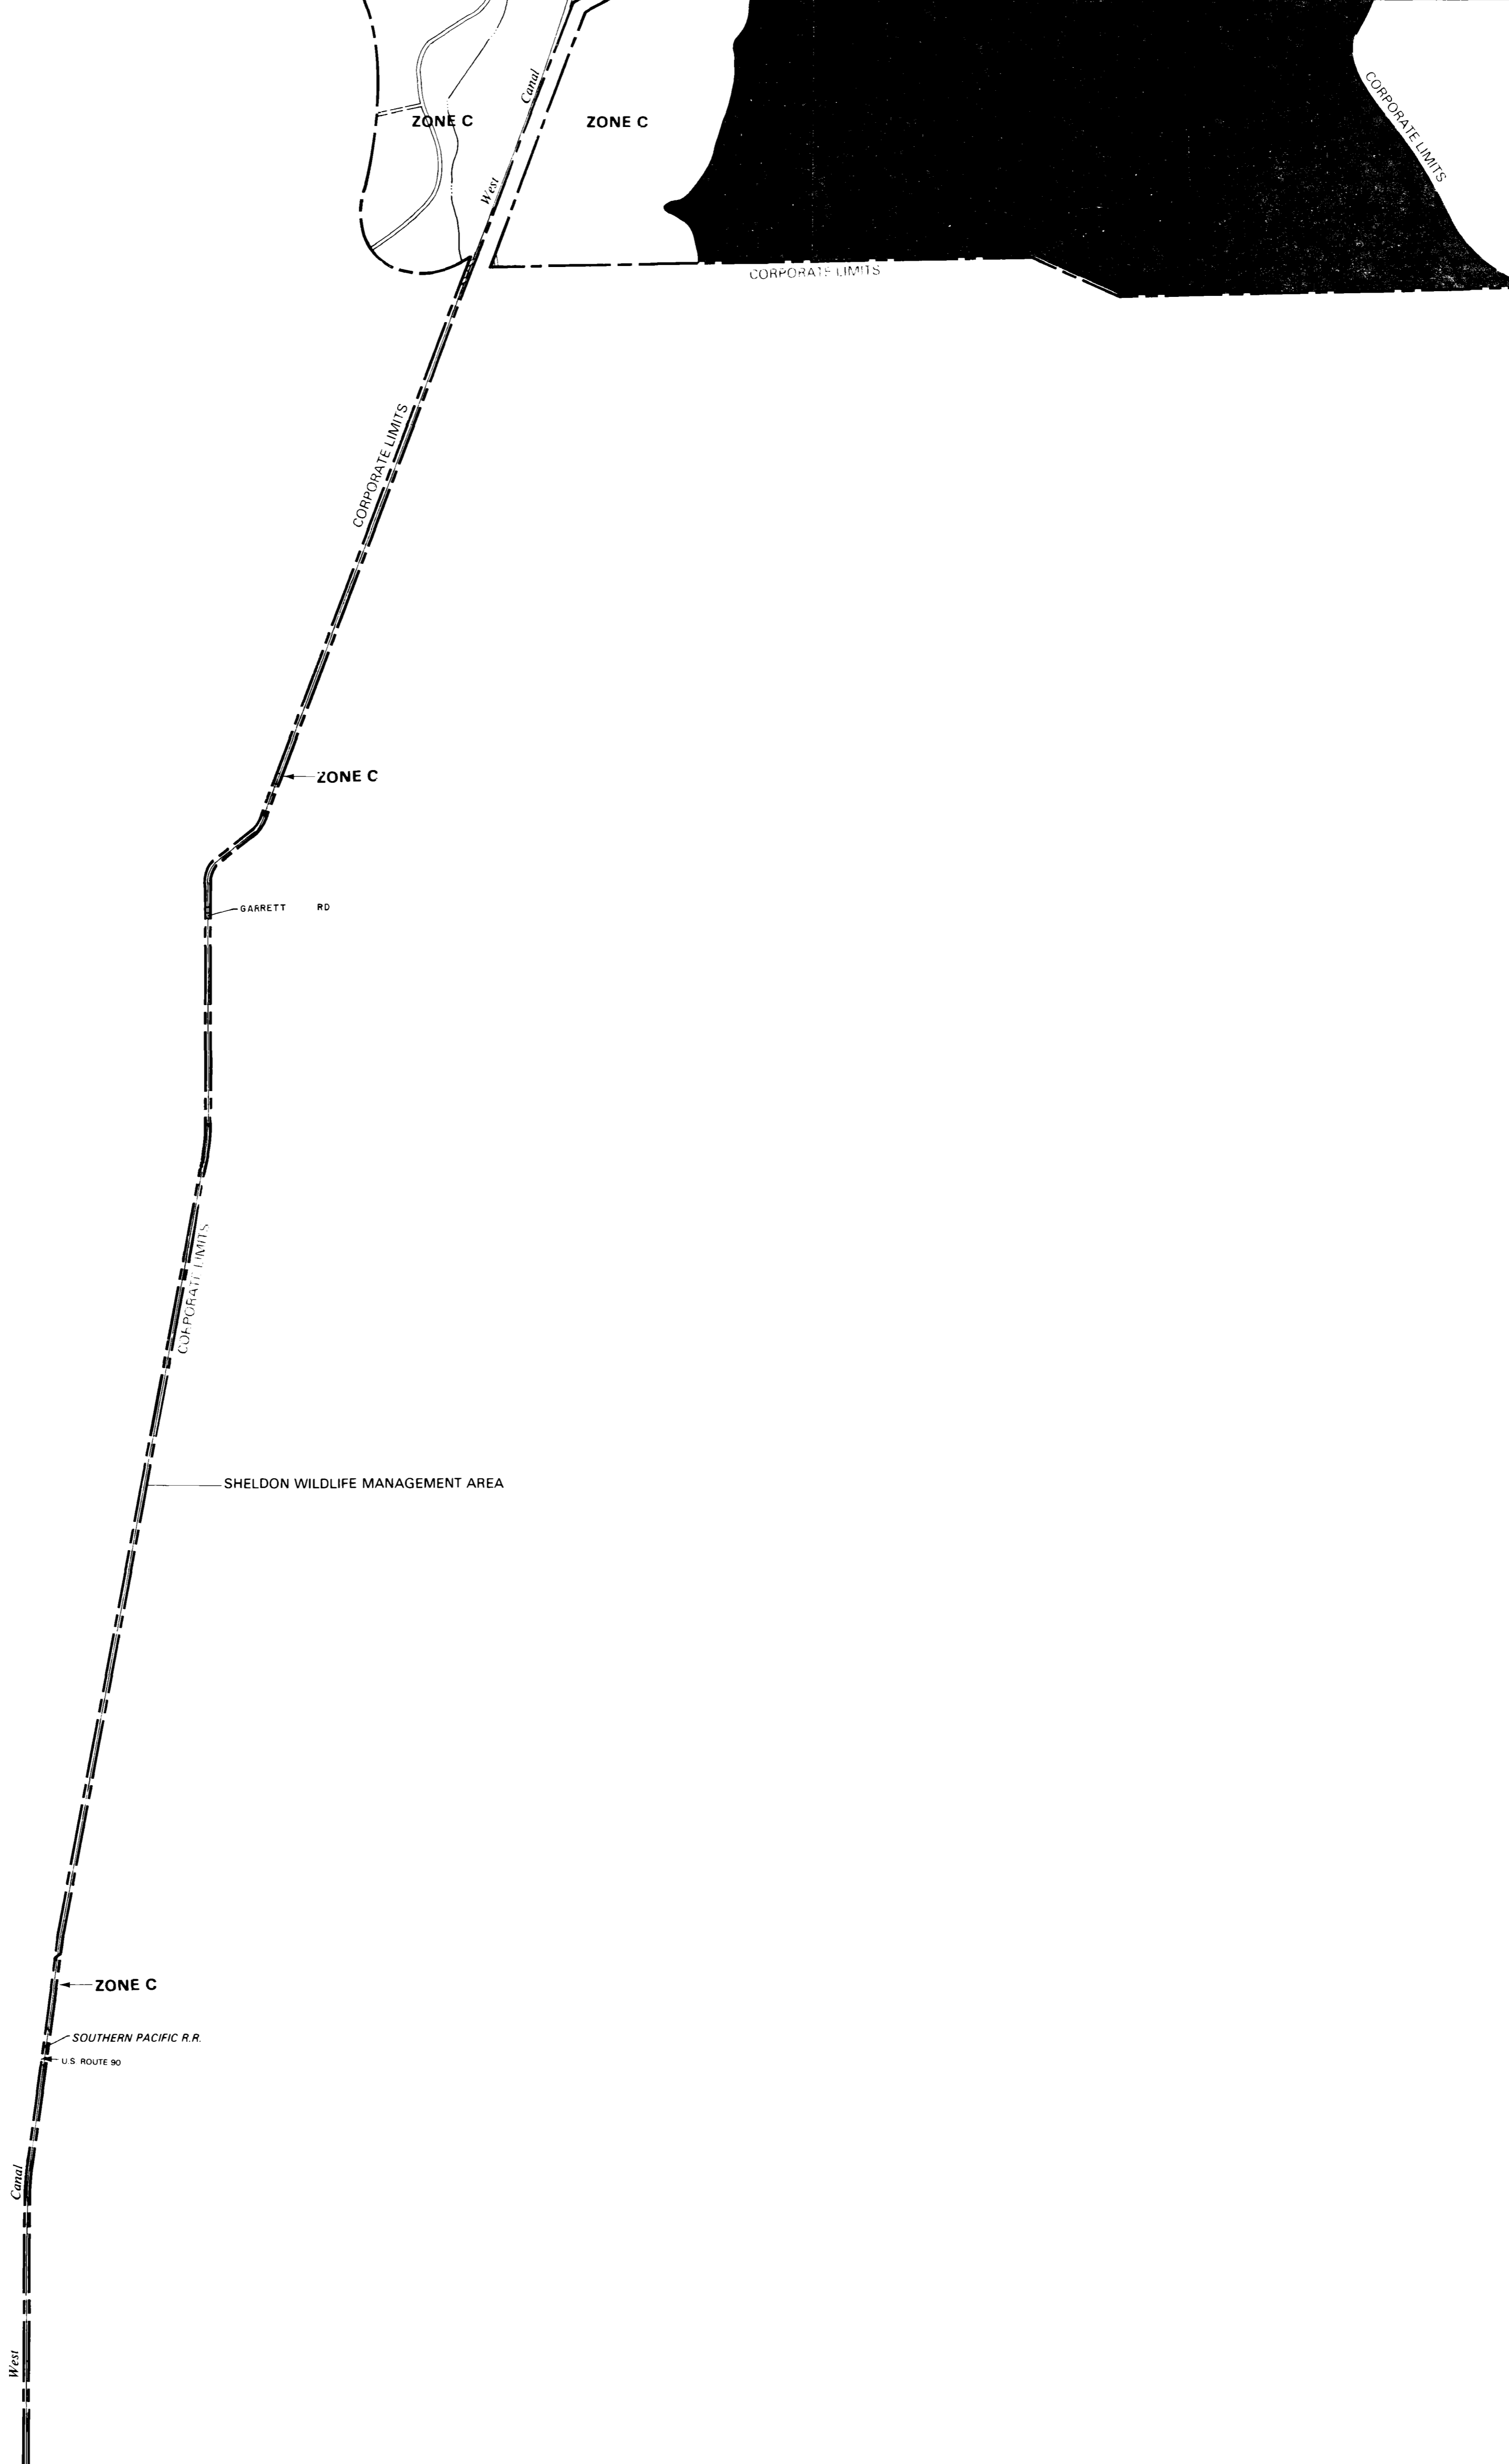 CORPORATE LIMITS
Canal
ZONE C
ZONE C
West
CORPORATE LIMITS
CORPORATE LIMITS
ZONE C
GARRETT RD
CORPORATE LIMITS
SHELDON WILDLIFE MANAGEMENT AREA
ZONE C
SOUTHERN PACIFIC R.R.
U.S ROUTE 90
Canal
West